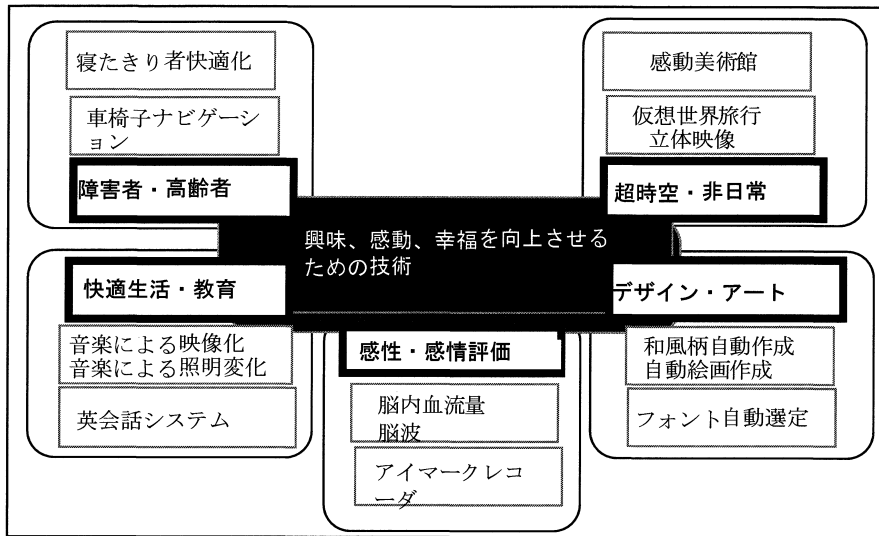 寝たきり者快適化
車椅子ナビゲーシ
ョン
障害者・高齢者
感動美術館
仮想世界旅行
立体映像
超時空・非日常
興味、感動、幸福を向上させる
ための技術
快適生活・教育
音楽による映像化
音楽による照明変化
英会話システム
感性・感情評価
脳内血流量
脳波
アイマークレコ
ーダ
デザイン・アート
和風柄自動作成
自動絵画作成
フォント自動選定